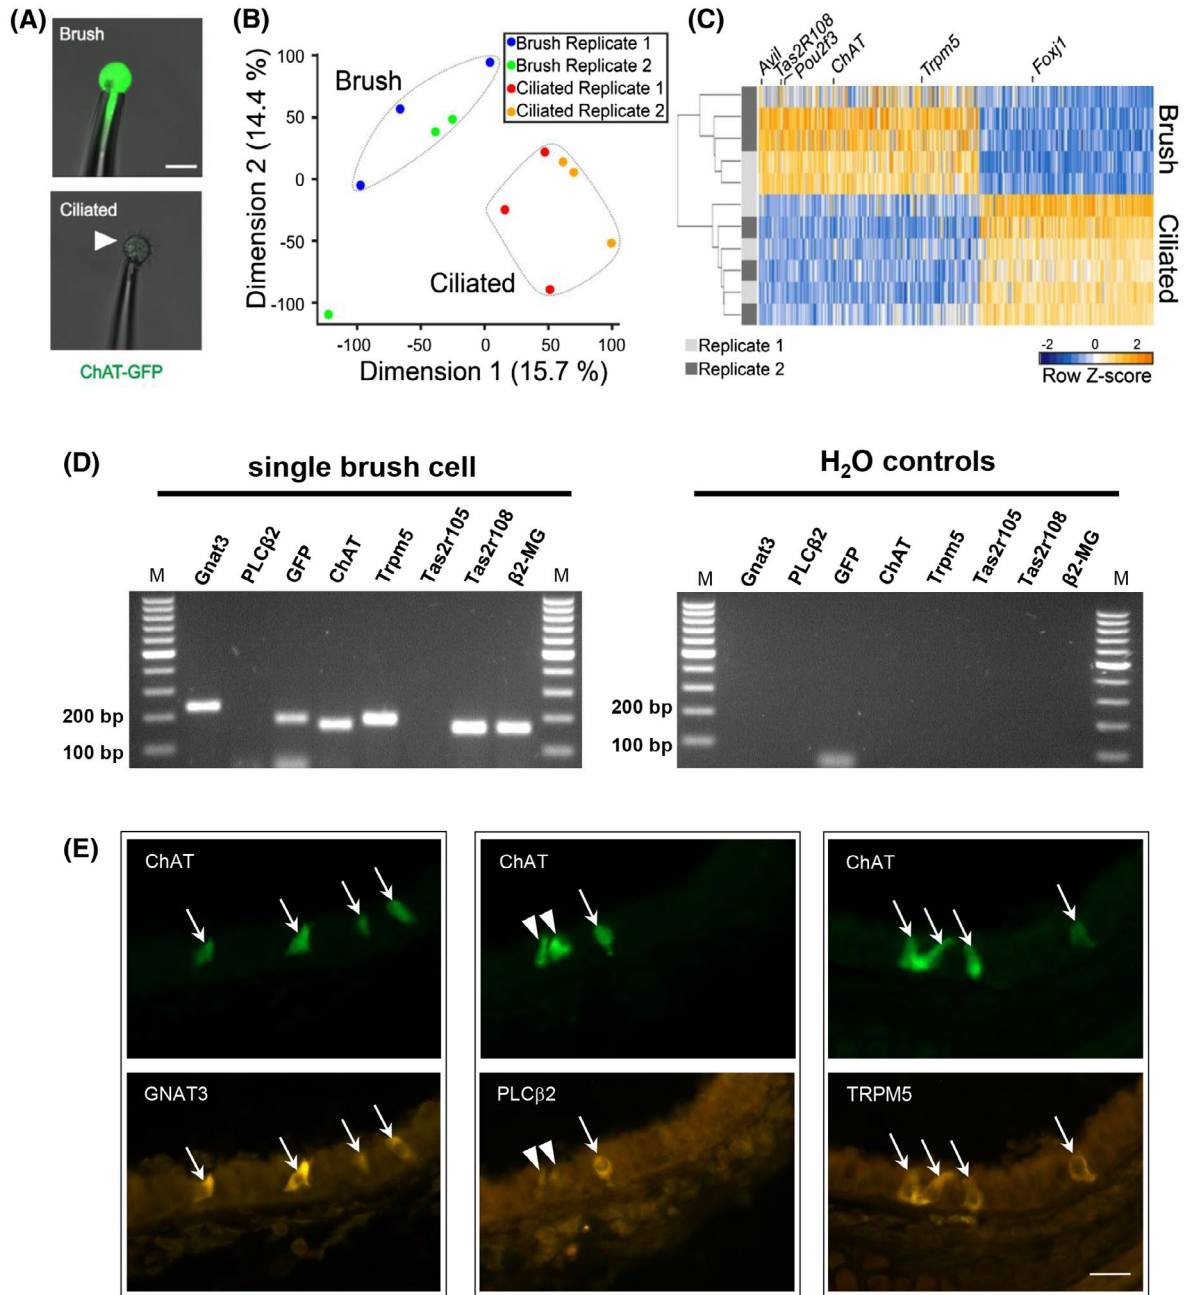 (A)
Brush
Ciliated
ChAT-GFP
(B)
Brush Replicate 1
Brush Replicate 2
Ciliated Replicate 1
Ciliated Replicate 2
Brush
Ciliated
100
50
0
-50
-100
Dimension 2 (14.4 %)
-100 -50 0 50 100
Dimension 1 (15.7 %)
(C)
Avil
Tas2R108
Pou2f3
ChAT
Trpm5
Foxj1
Brush
Ciliated
Replicate 1
Replicate 2
-2 0 2
Row Z-score
(D)
single brush cell
M Gnat3 PLCβ2 GFP ChAT Trpm5 Tas2r105 Tas2r108 β2-MG M
200 bp
100 bp
H₂O controls
M Gnat3 PLCβ2 GFP ChAT Trpm5 Tas2r105 Tas2r108 β2-MG M
200 bp
100 bp
(E)
ChAT
ChAT
ChAT
GNAT3
PLCβ2
TRPM5